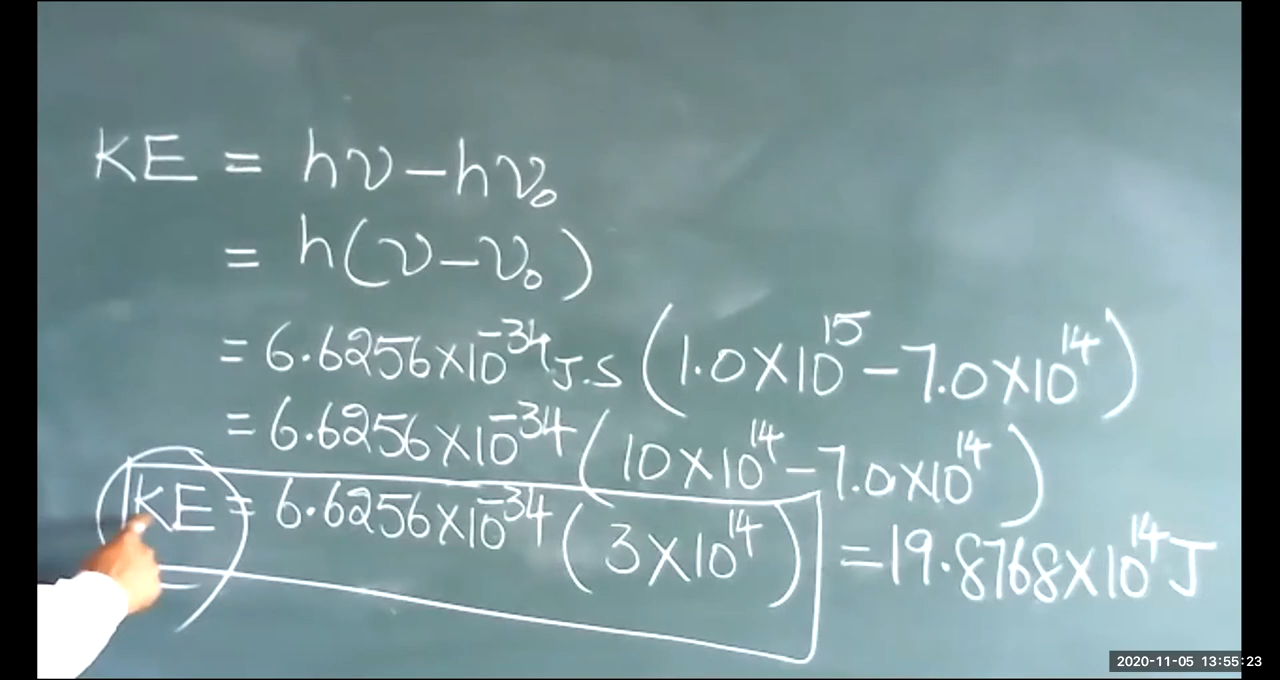 KE = hν – hν₀
= h(ν – ν₀)
= 6.6256×10⁻³⁴ J.S (1.0×10¹⁵ – 7.0×10¹⁴)
= 6.6256×10⁻³⁴ (10×10¹⁴ – 7.0×10¹⁴)
KE = 6.6256×10⁻³⁴ (3×10¹⁴) = 19.8768×10¹⁴ J
2020-11-05 13:55:23